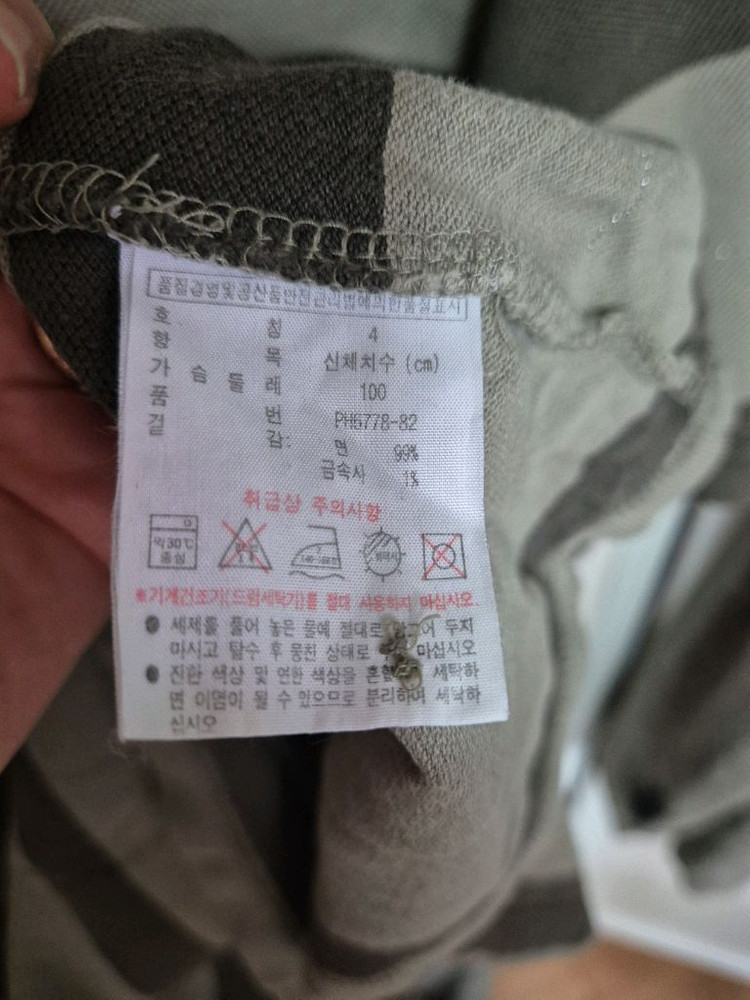 품질경영및공산품안전관리법에의한품질표시
호 칭 4
항 목 신체치수 (cm)
가 슴 둘 레 100
품 번 PH6778-82
겉 감: 면 99%
금속사 1%
취급상 주의사항
약30℃
중성
※기계건조기(드럼세탁기)를 절대 사용하지 마십시오.
● 세제를 풀어 놓은 물에 절대로 두지
마시고 탈수 후 뭉친 상태로 마십시오
● 진한 색상 및 연한 색상을 세탁하
면 이염이 될 수 있으므로 분리하여 세탁하
십시오